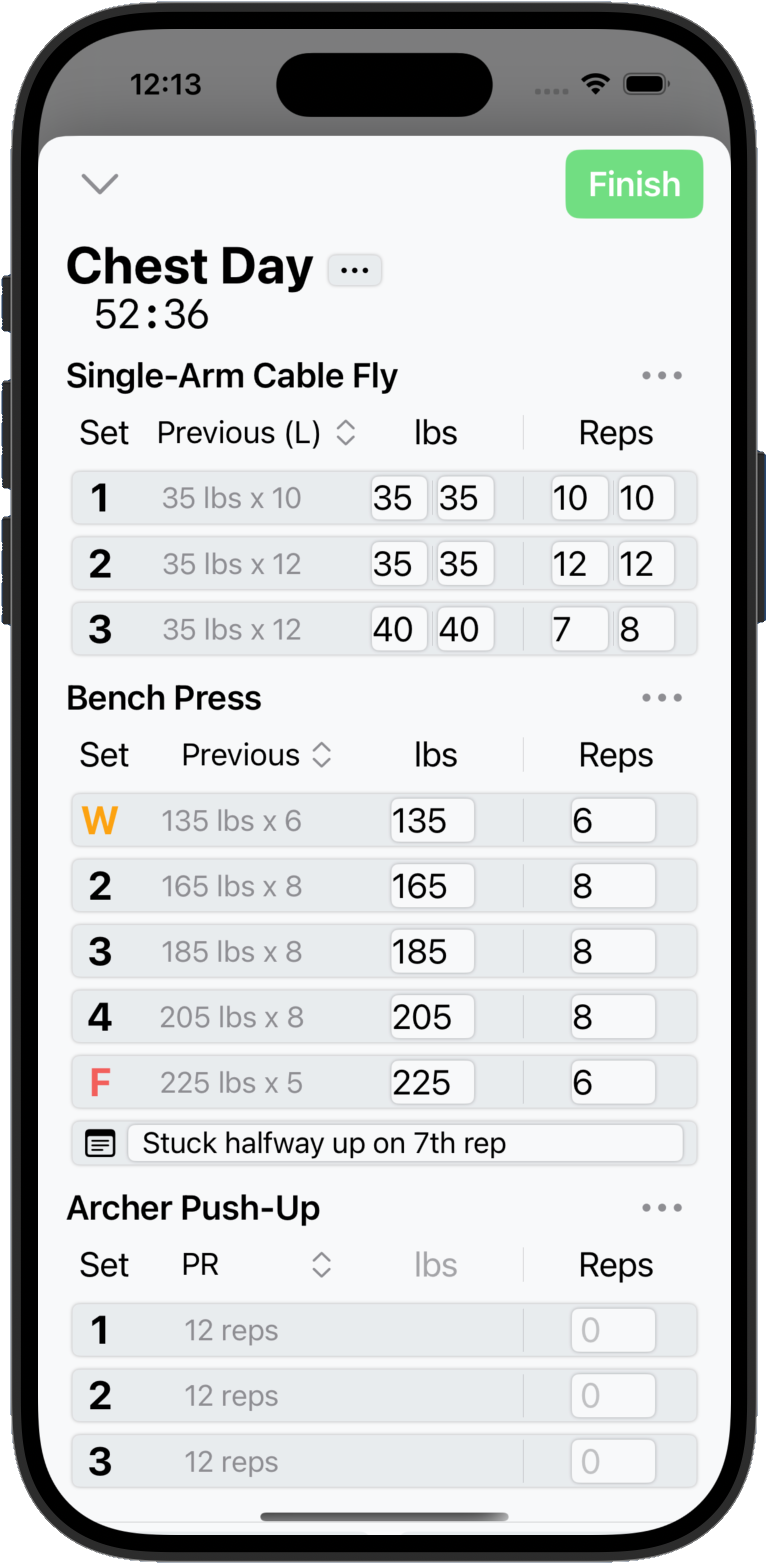 12:13
Finish
Chest Day ...
52:36
Single-Arm Cable Fly ...
Set Previous (L) lbs Reps
1 35 lbs x 10 35 35 10 10
2 35 lbs x 12 35 35 12 12
3 35 lbs x 12 40 40 7 8
Bench Press ...
Set Previous lbs Reps
W 135 lbs x 6 135 6
2 165 lbs x 8 165 8
3 185 lbs x 8 185 8
4 205 lbs x 8 205 8
F 225 lbs x 5 225 6
Stuck halfway up on 7th rep
Archer Push-Up ...
Set PR lbs Reps
1 12 reps 0
2 12 reps 0
3 12 reps 0